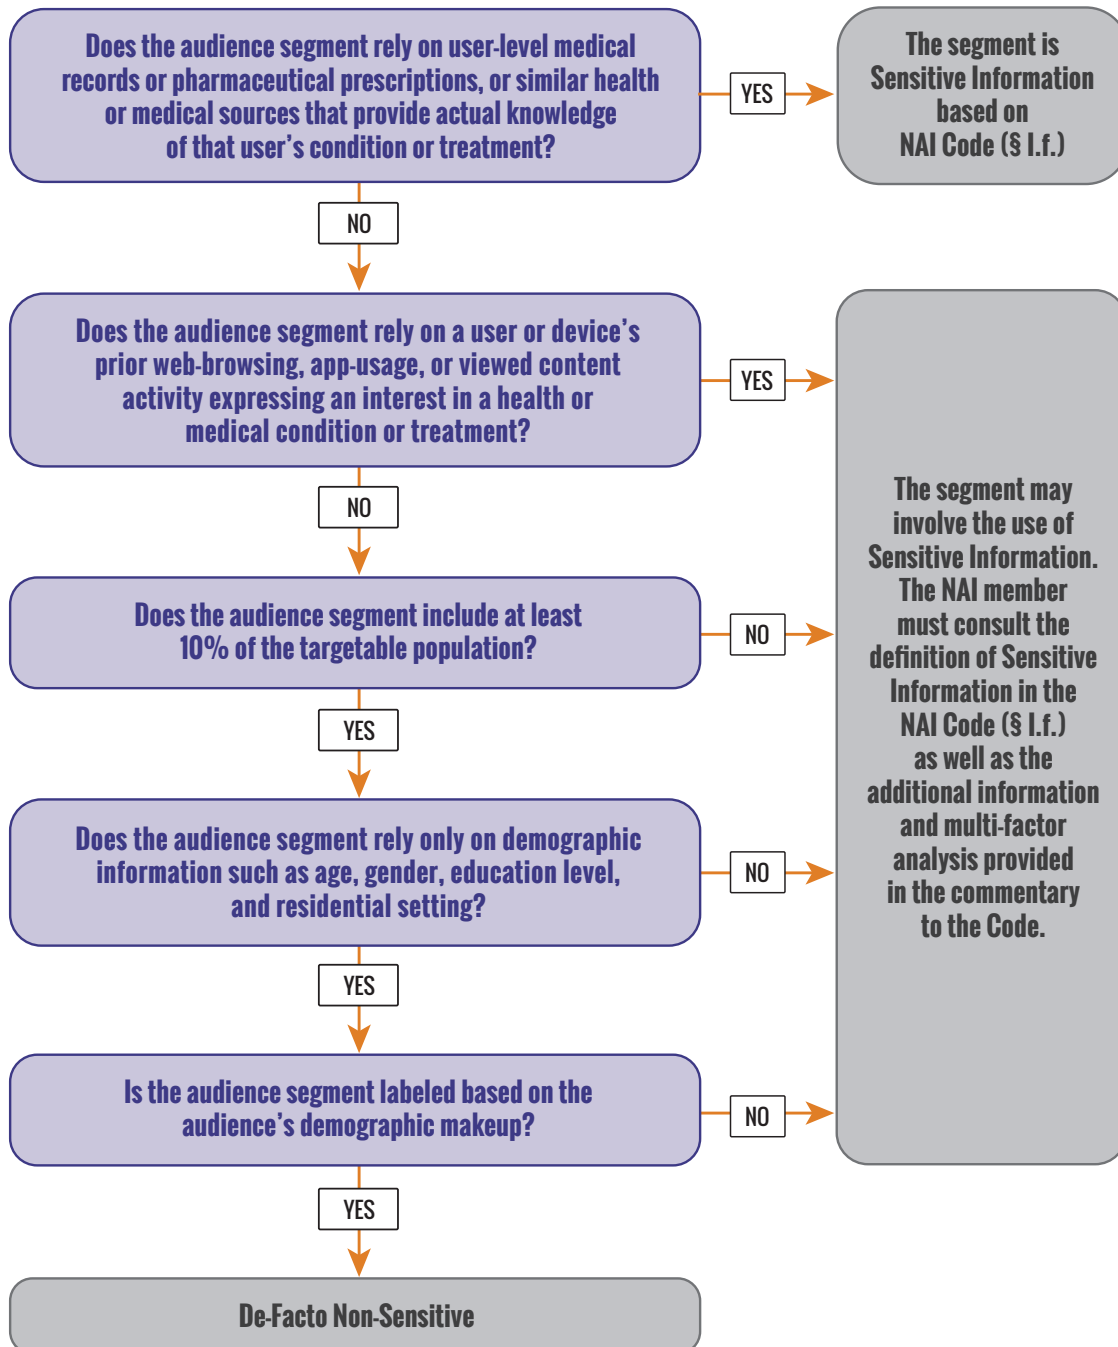 Does the audience segment rely on user-level medical
records or pharmaceutical prescriptions, or similar health
or medical sources that provide actual knowledge
of that user's condition or treatment?
YES
The segment is
Sensitive Information
based on
NAI Code (§ I.f.)
NO
Does the audience segment rely on a user or device's
prior web-browsing, app-usage, or viewed content
activity expressing an interest in a health or
medical condition or treatment?
YES
NO
Does the audience segment include at least
10% of the targetable population?
NO
YES
Does the audience segment rely only on demographic
information such as age, gender, education level,
and residential setting?
NO
YES
Is the audience segment labeled based on the
audience's demographic makeup?
NO
The segment may
involve the use of
Sensitive Information.
The NAI member
must consult the
definition of Sensitive
Information in the
NAI Code (§ I.f.)
as well as the
additional information
and multi-factor
analysis provided
in the commentary
to the Code.
YES
De-Facto Non-Sensitive